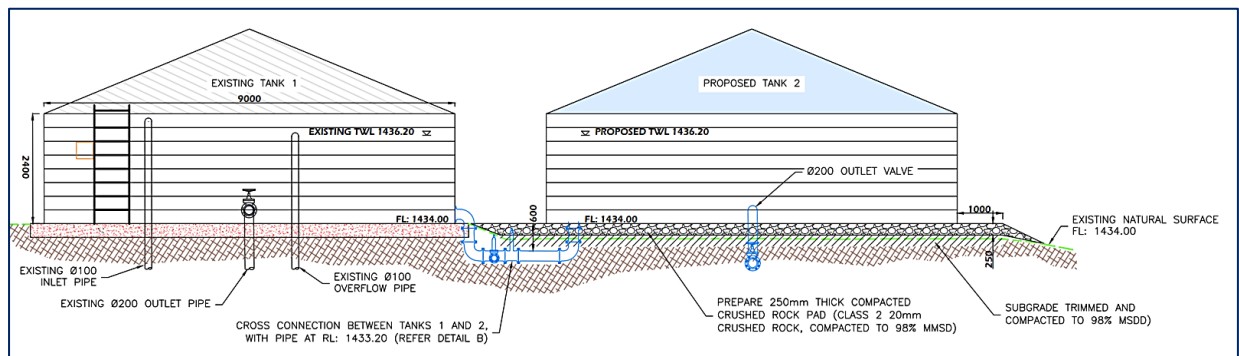 EXISTING TANK 1
9000
PROPOSED TANK 2
EXISTING TWL 1436.20
PROPOSED TWL 1436.20
2400
Ø200 OUTLET VALVE
1000
FL: 1434.00
600
FL: 1434.00
EXISTING NATURAL SURFACE
FL: 1434.00
250
EXISTING Ø100
INLET PIPE
EXISTING Ø200 OUTLET PIPE
EXISTING Ø100
OVERFLOW PIPE
CROSS CONNECTION BETWEEN TANKS 1 AND 2,
WITH PIPE AT RL: 1433.20 (REFER DETAIL B)
PREPARE 250mm THICK COMPACTED
CRUSHED ROCK PAD (CLASS 2 20mm
CRUSHED ROCK, COMPACTED TO 98% MMSD)
SUBGRADE TRIMMED AND
COMPACTED TO 98% MSDD)